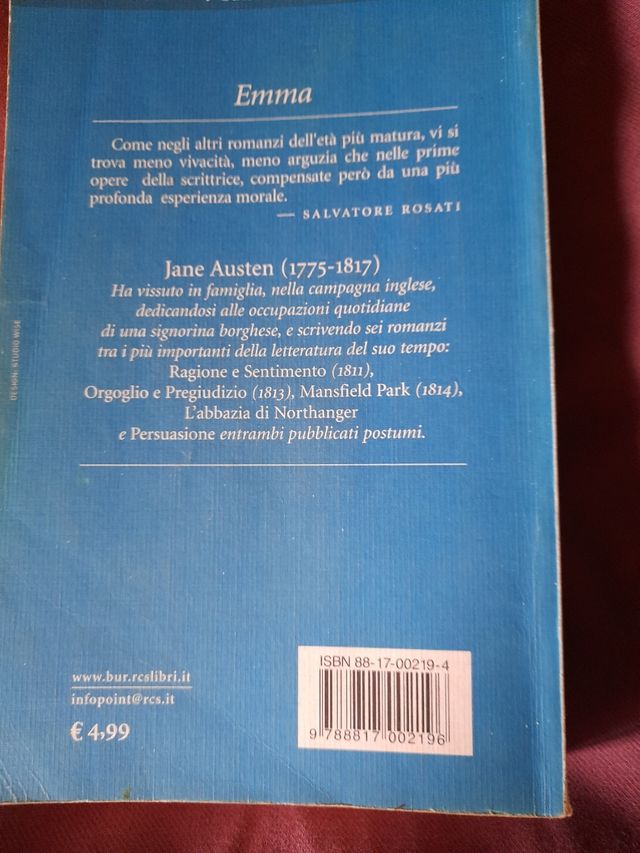 Emma
Come negli altri romanzi dell'età più matura, vi si
trova meno vivacità, meno arguzia che nelle prime
opere della scrittrice, compensate però da una più
profonda esperienza morale.
— SALVATORE ROSATI
Jane Austen (1775-1817)
Ha vissuto in famiglia, nella campagna inglese,
dedicandosi alle occupazioni quotidiane
di una signorina borghese, e scrivendo sei romanzi
tra i più importanti della letteratura del suo tempo:
Ragione e Sentimento (1811),
Orgoglio e Pregiudizio (1813), Mansfield Park (1814),
L'abbazia di Northanger
e Persuasione entrambi pubblicati postumi.
DESIGN: STUDIO WISE
www.bur.rcslibri.it
infopoint@rcs.it
€ 4,99
ISBN 88-17-00219-4
9 788817 002196